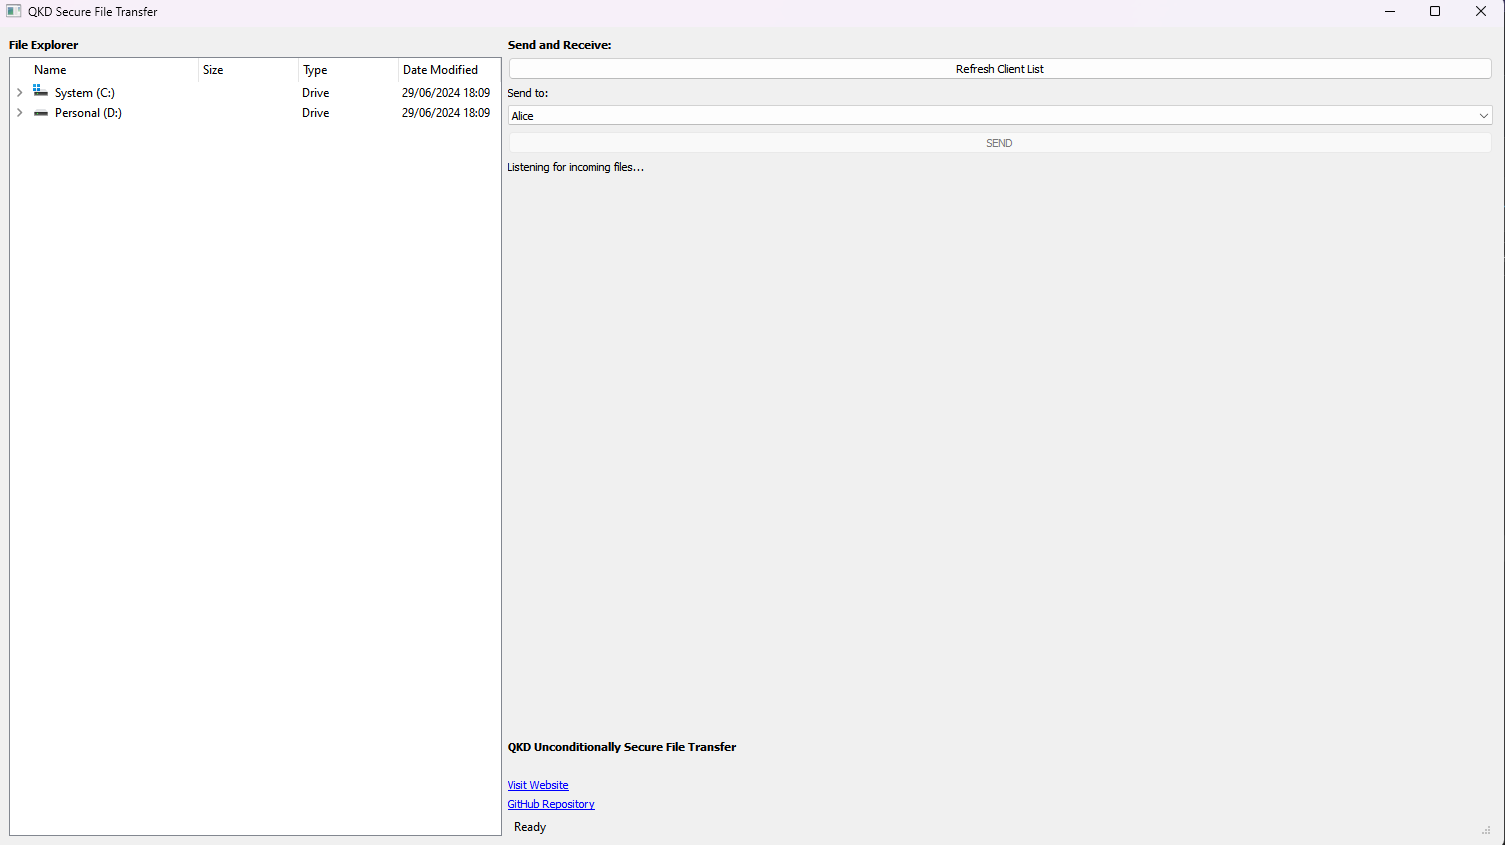 QKD Secure File Transfer
File Explorer
Name Size Type Date Modified
System (C:) Drive 29/06/2024 18:09
Personal (D:) Drive 29/06/2024 18:09
Send and Receive:
Refresh Client List
Send to:
Alice
SEND
Listening for incoming files...
QKD Unconditionally Secure File Transfer
Visit Website
GitHub Repository
Ready